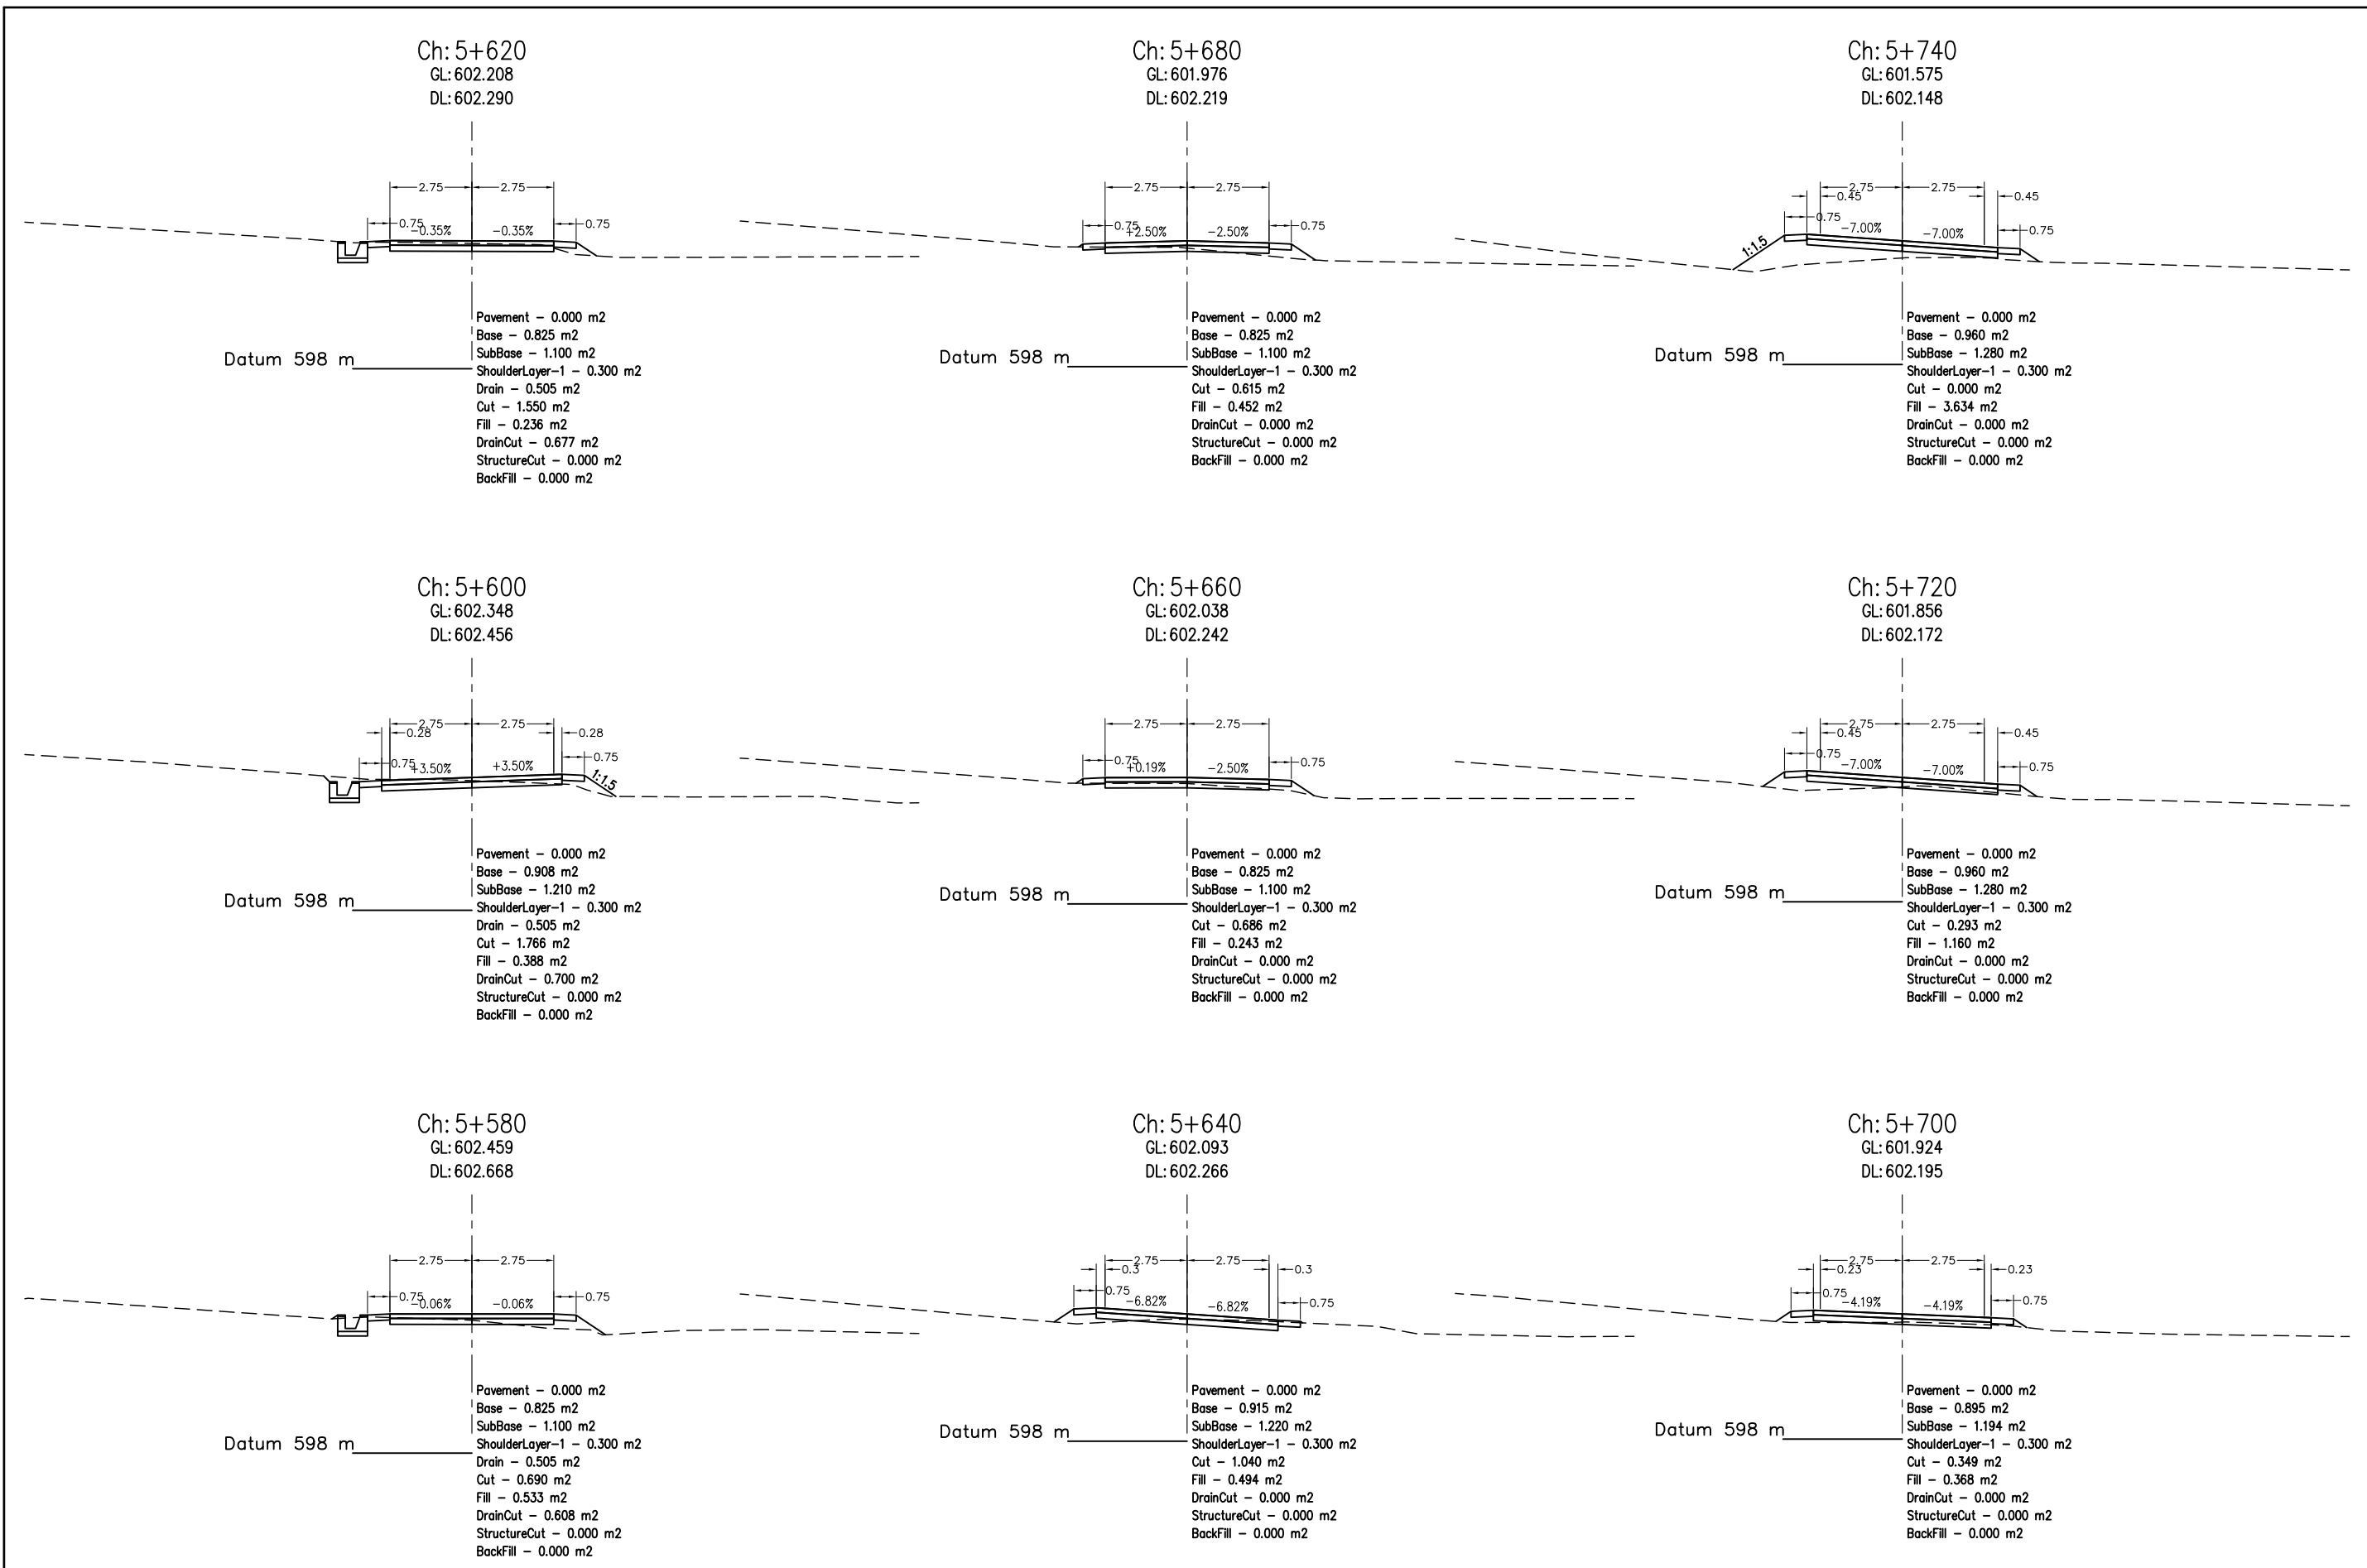 Ch: 5+620
GL: 602.208
DL: 602.290
2.75
2.75
0.75
-0.35%
-0.35%
0.75
Datum 598 m
Pavement - 0.000 m2
Base - 0.825 m2
SubBase - 1.100 m2
ShoulderLayer-1 - 0.300 m2
Drain - 0.505 m2
Cut - 1.550 m2
Fill - 0.236 m2
DrainCut - 0.677 m2
StructureCut - 0.000 m2
BackFill - 0.000 m2
Ch: 5+680
GL: 601.976
DL: 602.219
2.75
2.75
0.75
+2.50%
-2.50%
0.75
Datum 598 m
Pavement - 0.000 m2
Base - 0.825 m2
SubBase - 1.100 m2
ShoulderLayer-1 - 0.300 m2
Cut - 0.615 m2
Fill - 0.452 m2
DrainCut - 0.000 m2
StructureCut - 0.000 m2
BackFill - 0.000 m2
Ch: 5+740
GL: 601.575
DL: 602.148
2.75
2.75
0.45
0.45
0.75
-7.00%
-7.00%
0.75
1:1.5
Datum 598 m
Pavement - 0.000 m2
Base - 0.960 m2
SubBase - 1.280 m2
ShoulderLayer-1 - 0.300 m2
Cut - 0.000 m2
Fill - 3.634 m2
DrainCut - 0.000 m2
StructureCut - 0.000 m2
BackFill - 0.000 m2
Ch: 5+600
GL: 602.348
DL: 602.456
2.75
2.75
0.28
0.28
0.75
+3.50%
+3.50%
0.75
1:1.5
Datum 598 m
Pavement - 0.000 m2
Base - 0.908 m2
SubBase - 1.210 m2
ShoulderLayer-1 - 0.300 m2
Drain - 0.505 m2
Cut - 1.766 m2
Fill - 0.388 m2
DrainCut - 0.700 m2
StructureCut - 0.000 m2
BackFill - 0.000 m2
Ch: 5+660
GL: 602.038
DL: 602.242
2.75
2.75
0.75
+0.19%
-2.50%
0.75
Datum 598 m
Pavement - 0.000 m2
Base - 0.825 m2
SubBase - 1.100 m2
ShoulderLayer-1 - 0.300 m2
Cut - 0.686 m2
Fill - 0.243 m2
DrainCut - 0.000 m2
StructureCut - 0.000 m2
BackFill - 0.000 m2
Ch: 5+720
GL: 601.856
DL: 602.172
2.75
2.75
0.45
0.45
0.75
-7.00%
-7.00%
0.75
Datum 598 m
Pavement - 0.000 m2
Base - 0.960 m2
SubBase - 1.280 m2
ShoulderLayer-1 - 0.300 m2
Cut - 0.293 m2
Fill - 1.160 m2
DrainCut - 0.000 m2
StructureCut - 0.000 m2
BackFill - 0.000 m2
Ch: 5+580
GL: 602.459
DL: 602.668
2.75
2.75
0.75
-0.06%
-0.06%
0.75
Datum 598 m
Pavement - 0.000 m2
Base - 0.825 m2
SubBase - 1.100 m2
ShoulderLayer-1 - 0.300 m2
Drain - 0.505 m2
Cut - 0.690 m2
Fill - 0.533 m2
DrainCut - 0.608 m2
StructureCut - 0.000 m2
BackFill - 0.000 m2
Ch: 5+640
GL: 602.093
DL: 602.266
2.75
2.75
0.3
0.3
0.75
-6.82%
-6.82%
0.75
Datum 598 m
Pavement - 0.000 m2
Base - 0.915 m2
SubBase - 1.220 m2
ShoulderLayer-1 - 0.300 m2
Cut - 1.040 m2
Fill - 0.494 m2
DrainCut - 0.000 m2
StructureCut - 0.000 m2
BackFill - 0.000 m2
Ch: 5+700
GL: 601.924
DL: 602.195
2.75
2.75
0.23
0.23
0.75
-4.19%
-4.19%
0.75
Datum 598 m
Pavement - 0.000 m2
Base - 0.895 m2
SubBase - 1.194 m2
ShoulderLayer-1 - 0.300 m2
Cut - 0.349 m2
Fill - 0.368 m2
DrainCut - 0.000 m2
StructureCut - 0.000 m2
BackFill - 0.000 m2